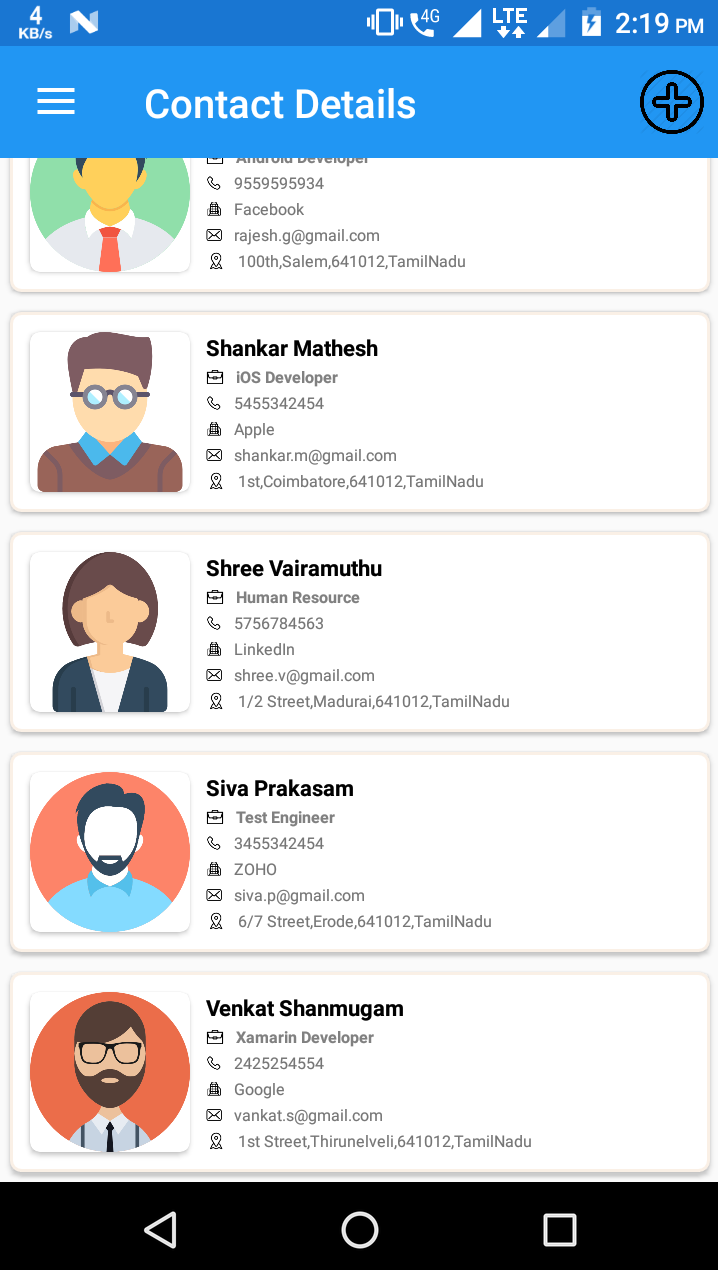 4
KB/s
4G
LTE
2:19 PM
Contact Details
Android Developer
9559595934
Facebook
rajesh.g@gmail.com
100th,Salem,641012,TamilNadu
Shankar Mathesh
iOS Developer
5455342454
Apple
shankar.m@gmail.com
1st,Coimbatore,641012,TamilNadu
Shree Vairamuthu
Human Resource
5756784563
LinkedIn
shree.v@gmail.com
1/2 Street,Madurai,641012,TamilNadu
Siva Prakasam
Test Engineer
3455342454
ZOHO
siva.p@gmail.com
6/7 Street,Erode,641012,TamilNadu
Venkat Shanmugam
Xamarin Developer
2425254554
Google
vankat.s@gmail.com
1st Street,Thirunelveli,641012,TamilNadu